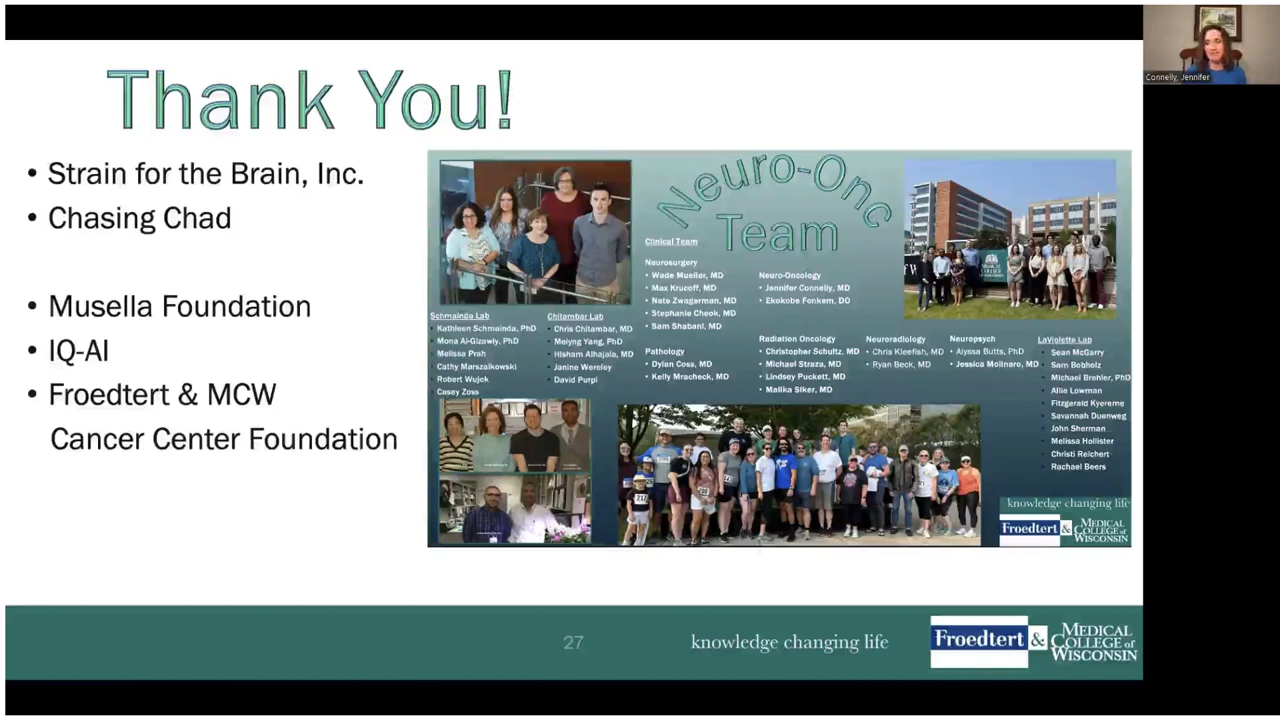 Connelly, Jennifer
Thank You!
• Strain for the Brain, Inc.
• Chasing Chad
• Musella Foundation
• IQ-AI
• Froedtert & MCW
Cancer Center Foundation
Neuro-Onc
Team
Clinical Team
Neurosurgery
• Wade Mueller, MD
• Max Krucoff, MD
• Nate Zwagerman, MD
• Stephanie Cheok, MD
• Sam Shabani, MD
Neuro-Oncology
• Jennifer Connelly, MD
• Ekokobe Fonkem, DO
Pathology
• Dylan Coss, MD
• Kelly Mracheck, MD
Radiation Oncology
• Christopher Schultz, MD
• Michael Straza, MD
• Lindsey Puckett, MD
• Malika Siker, MD
Neuroradiology
• Chris Kleefish, MD
• Ryan Beck, MD
Neuropsych
• Alyssa Butts, PhD
• Jessica Molinaro, MD
Schmainda Lab
• Kathleen Schmainda, PhD
• Mona Al-Gizawiy, PhD
• Melissa Prah
• Cathy Marszalkowski
• Robert Wujek
• Casey Zoss
Chitambar Lab
• Chris Chitambar, MD
• Meiyng Yang, PhD
• Hisham Alhajala, MD
• Janine Wereley
• David Purpi
LaViolette Lab
• Sean McGarry
• Sam Bobholz
• Michael Brehler, PhD
• Allie Lowman
• Fitzgerald Kyereme
• Savannah Duenweg
• John Sherman
• Melissa Hollister
• Christi Reichert
• Rachael Beers
knowledge changing life
Froedtert & MEDICAL
COLLEGE of
WISCONSIN
27
knowledge changing life
Froedtert & MEDICAL
COLLEGE of
WISCONSIN